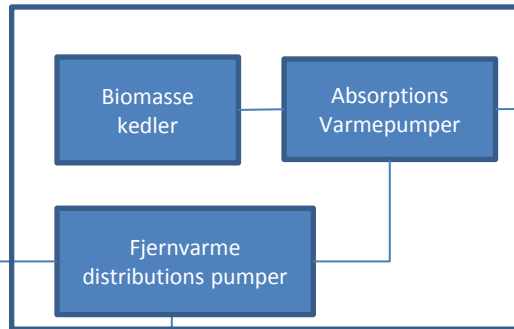 Biomasse
kedler
Absorptions
Varmepumper
Fjernvarme
distributions pumper